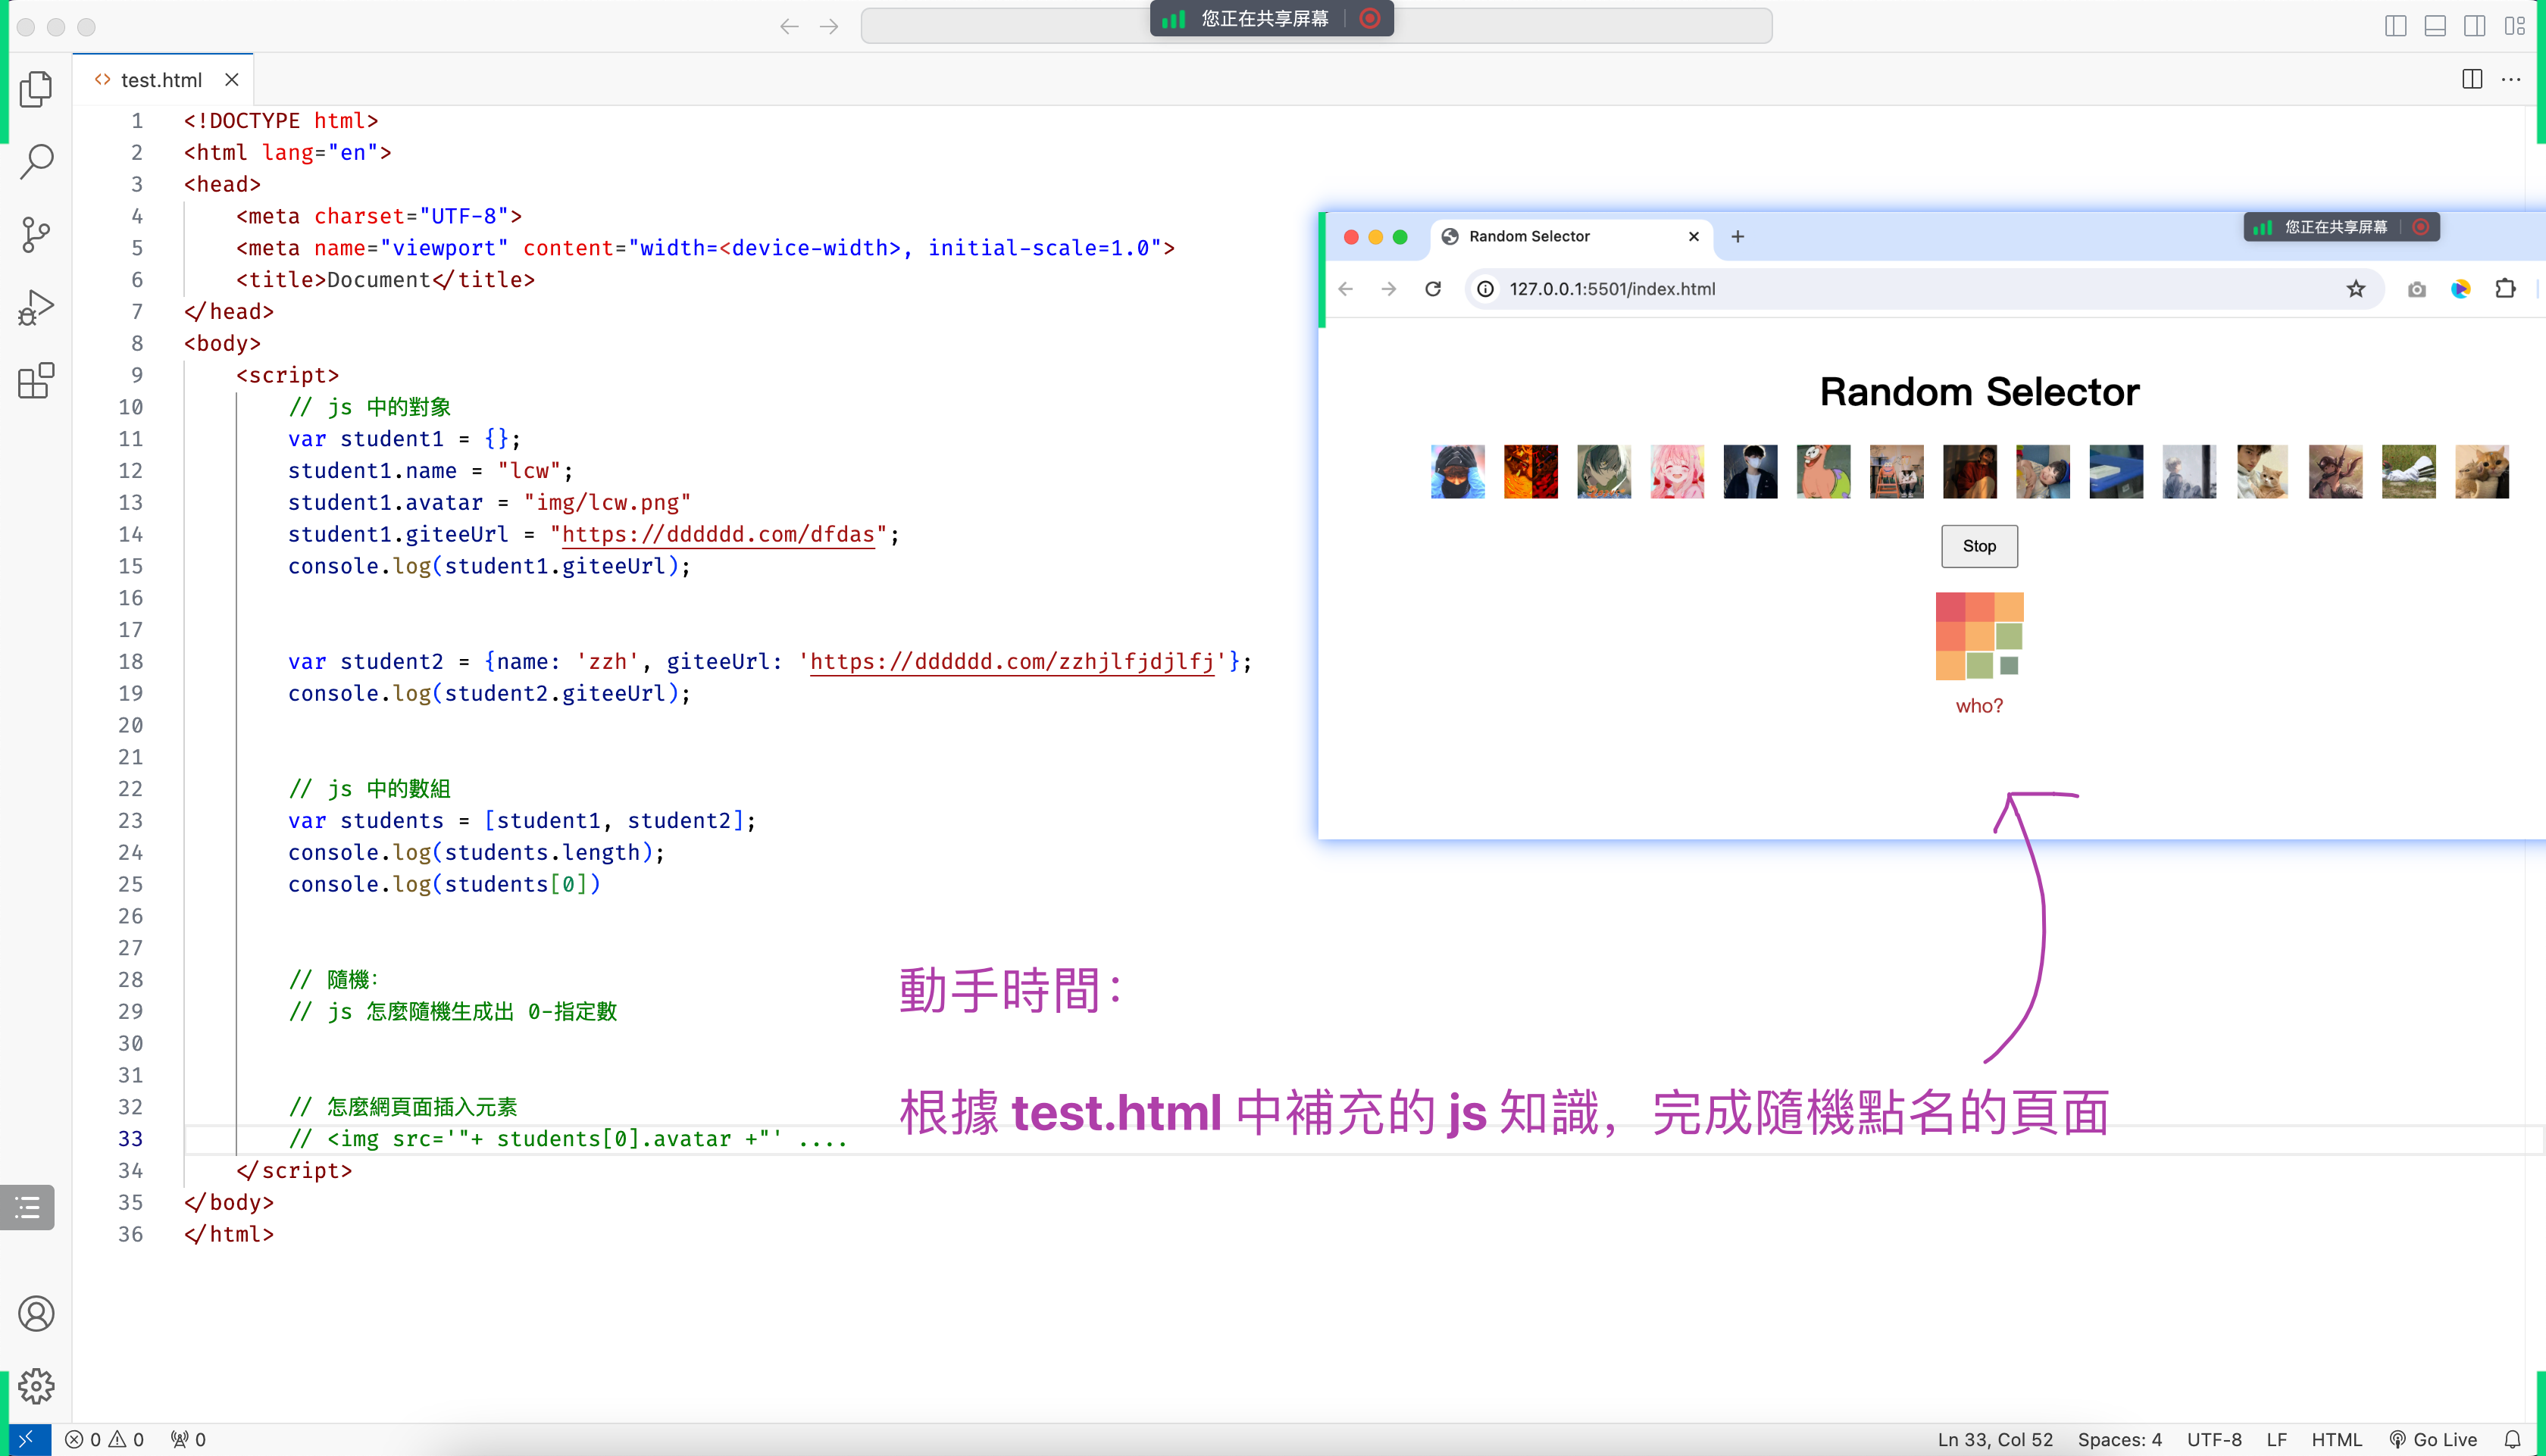 您正在共享屏幕
test.html
1 <!DOCTYPE html>
2 <html lang="en">
3 <head>
4 <meta charset="UTF-8">
5 <meta name="viewport" content="width=<device-width>, initial-scale=1.0">
6 <title>Document</title>
7 </head>
8 <body>
9 <script>
10 // js 中的對象
11 var student1 = {};
12 student1.name = "lcw";
13 student1.avatar = "img/lcw.png"
14 student1.giteeUrl = "https://dddddd.com/dfdas";
15 console.log(student1.giteeUrl);
16
17
18 var student2 = {name: 'zzh', giteeUrl: 'https://dddddd.com/zzhjlfjdjlfj'};
19 console.log(student2.giteeUrl);
20
21
22 // js 中的數組
23 var students = [student1, student2];
24 console.log(students.length);
25 console.log(students[0])
26
27
28 // 隨機:
29 // js 怎麼隨機生成出 0-指定數
30
31
32 // 怎麼網頁面插入元素
33 // <img src='"+ students[0].avatar +"' ....
34 </script>
35 </body>
36 </html>
Random Selector
您正在共享屏幕
127.0.0.1:5501/index.html
Random Selector
Stop
who?
動手時間：
根據 test.html 中補充的 js 知識，完成隨機點名的頁面
0 0 0
Ln 33, Col 52 Spaces: 4 UTF-8 LF HTML Go Live